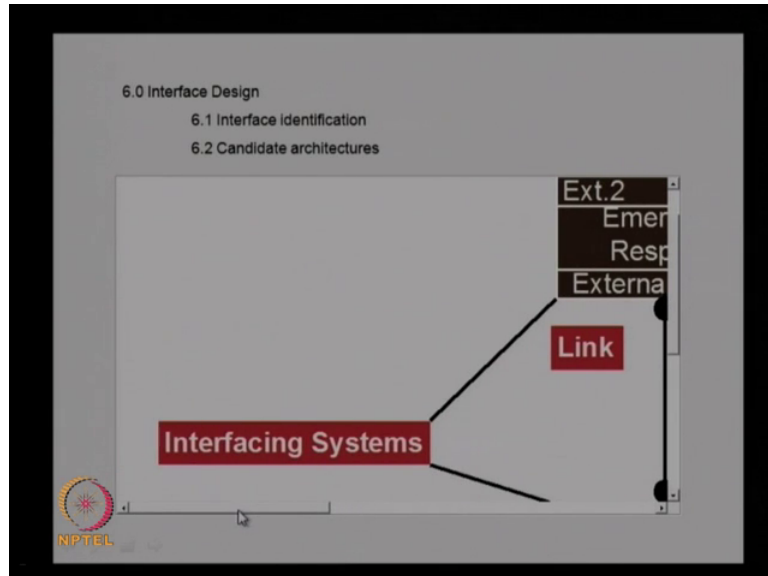 6.0 Interface Design
6.1 Interface identification
6.2 Candidate architectures
Ext.2
Emer
Resp
Externa
Link
Interfacing Systems
NPTEL